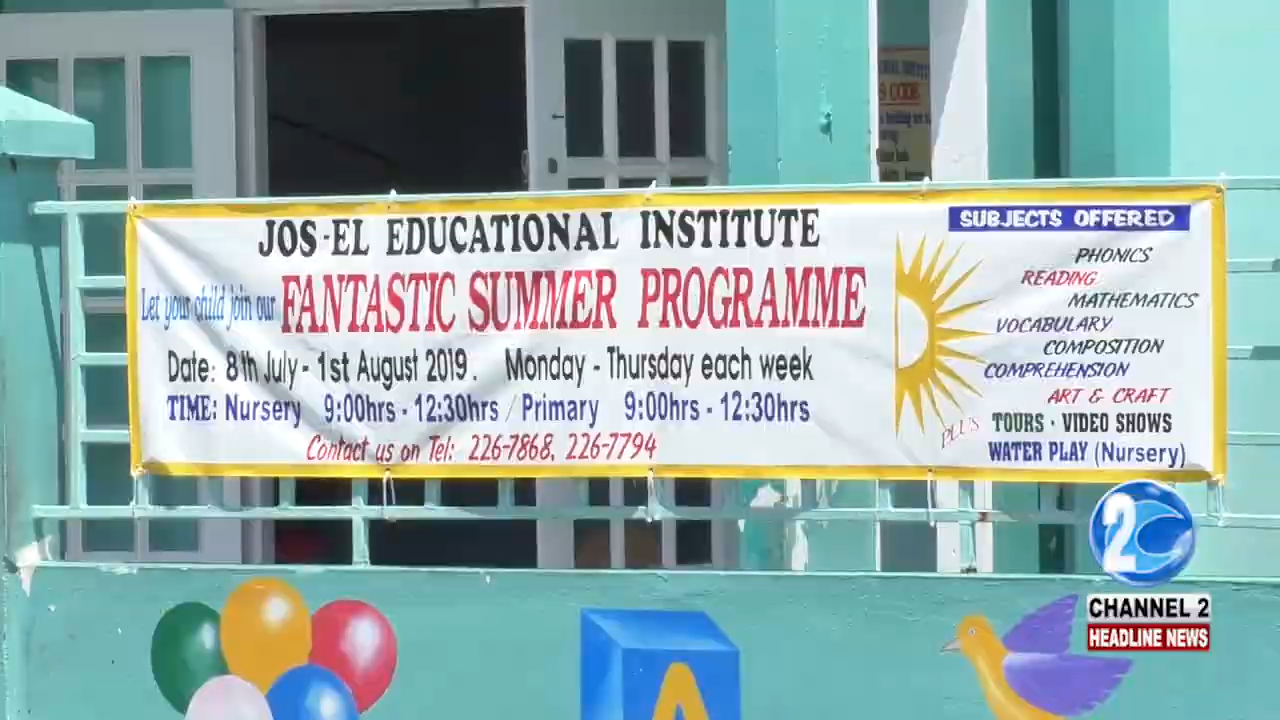 JOS-EL EDUCATIONAL INSTITUTE
Let your child join our FANTASTIC SUMMER PROGRAMME
Date: 8th July - 1st August 2019. Monday - Thursday each week
TIME: Nursery 9:00hrs - 12:30hrs / Primary 9:00hrs - 12:30hrs
Contact us on Tel: 226-7868, 226-7794
SUBJECTS OFFERED
PHONICS
READING
MATHEMATICS
VOCABULARY
COMPOSITION
COMPREHENSION
ART & CRAFT
PLUS TOURS · VIDEO SHOWS
WATER PLAY (Nursery)
CODE
A
2
CHANNEL 2
HEADLINE NEWS